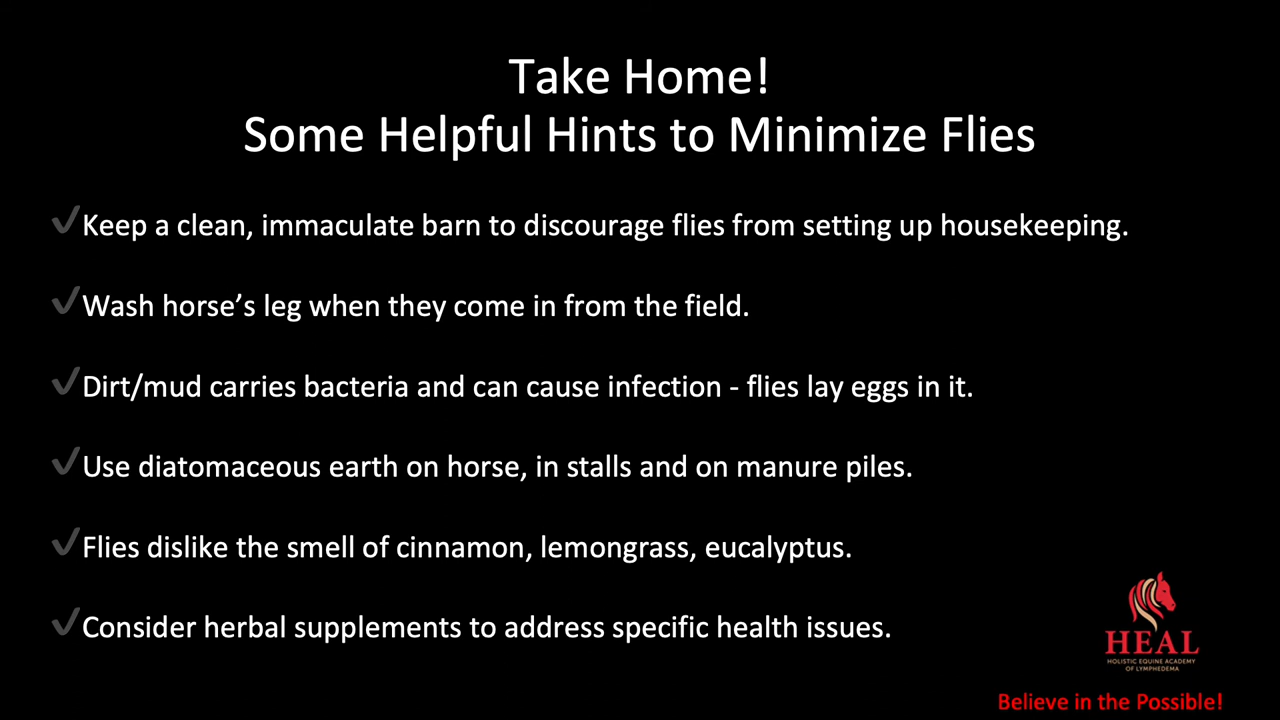 Take Home!
Some Helpful Hints to Minimize Flies
✓Keep a clean, immaculate barn to discourage flies from setting up housekeeping.
✓Wash horse’s leg when they come in from the field.
✓Dirt/mud carries bacteria and can cause infection - flies lay eggs in it.
✓Use diatomaceous earth on horse, in stalls and on manure piles.
✓Flies dislike the smell of cinnamon, lemongrass, eucalyptus.
✓Consider herbal supplements to address specific health issues.
HEAL
HOLISTIC EQUINE ACADEMY
OF LYMPHEDEMA
Believe in the Possible!